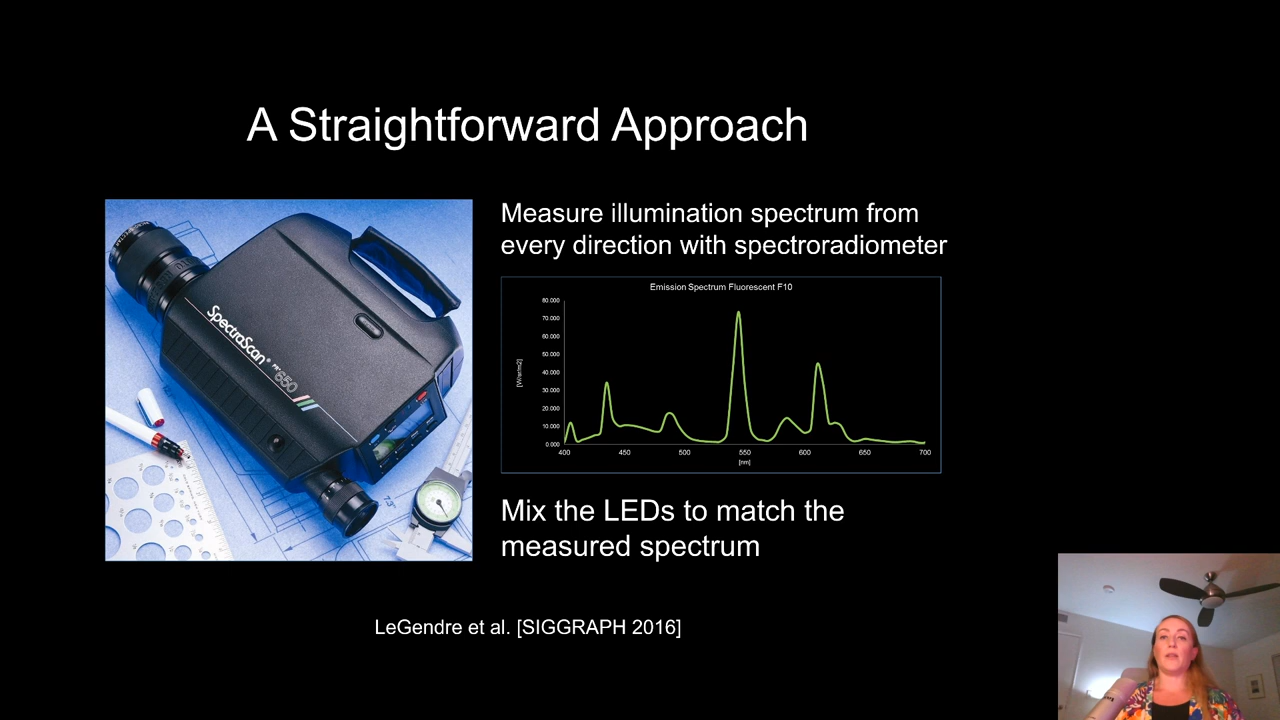 A Straightforward Approach
Measure illumination spectrum from
every direction with spectroradiometer
SpectraScan® PR® 650
Emission Spectrum Fluorescent F10
80.000
70.000
60.000
50.000
40.000
30.000
20.000
10.000
0.000
400
450
500
550
600
650
700
[nm]
Mix the LEDs to match the
measured spectrum
LeGendre et al. [SIGGRAPH 2016]